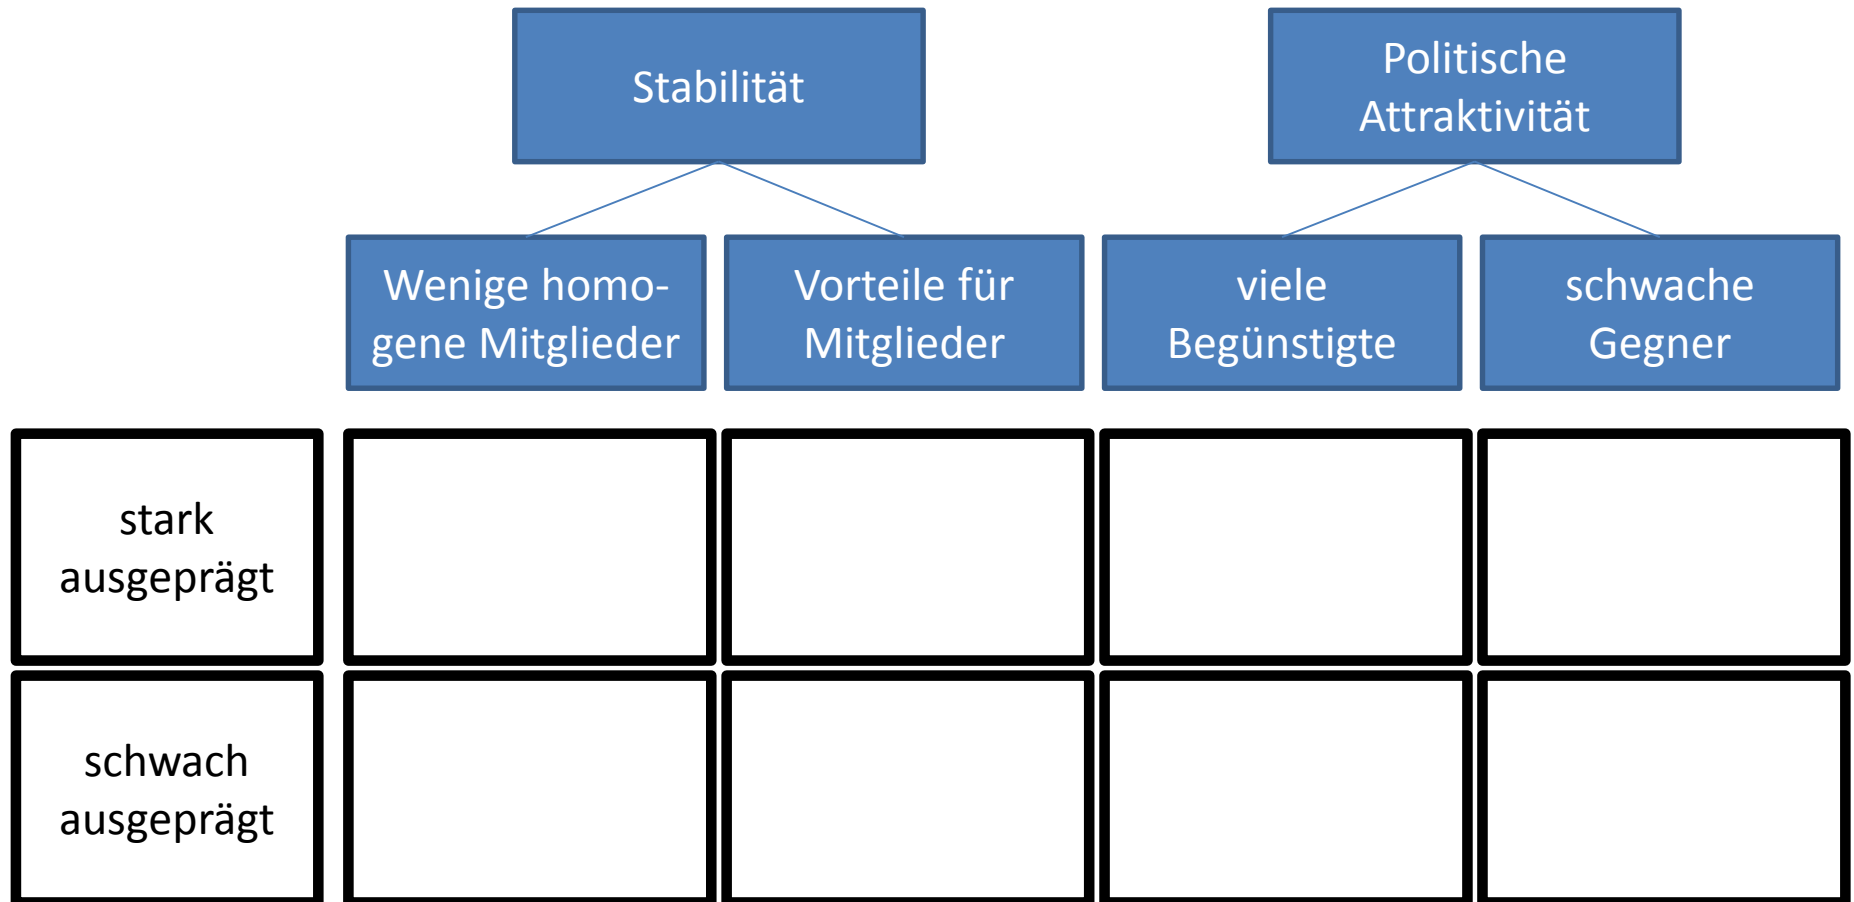 Stabilität
Politische
Attraktivität
Wenige homo-
gene Mitglieder
Vorteile für
Mitglieder
viele
Begünstigte
schwache
Gegner
stark
ausgeprägt
schwach
ausgeprägt